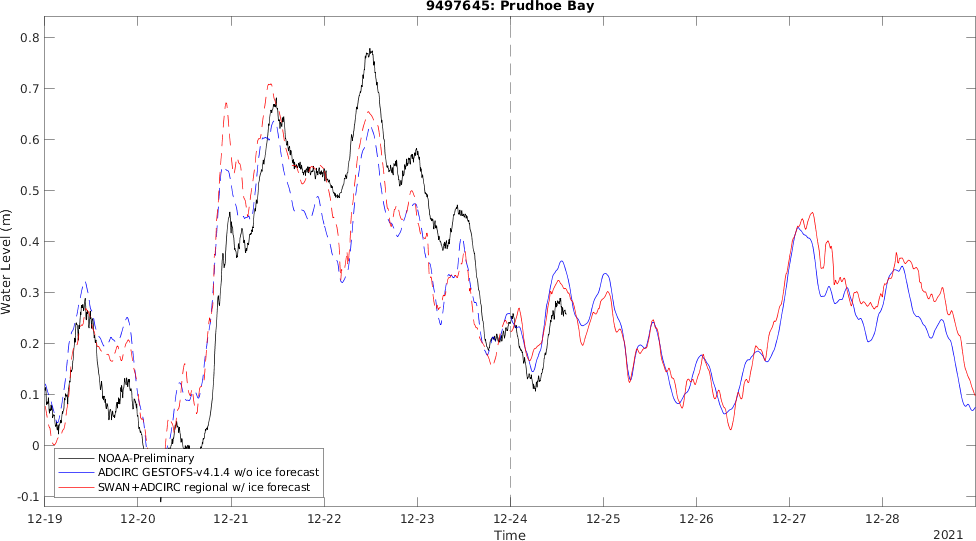 9497645: Prudhoe Bay
0.8
0.7
0.6
0.5
0.4
0.3
0.2
0.1
0
-0.1
Water Level (m)
NOAA-Preliminary
ADCIRC GESTOFS-v4.1.4 w/o ice forecast
SWAN+ADCIRC regional w/ ice forecast
12-19 12-20 12-21 12-22 12-23 12-24 12-25 12-26 12-27 12-28
Time
2021